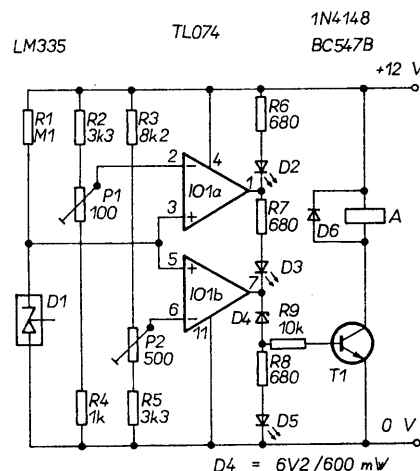 1N4148
LM335 TL074 BC547B
+12 V
R1
M1
R2
3k3
R3
8k2
R6
680
2
4
D2
P1
100
IO1a
1
3
R7
680
D6
A
5
D3
IO1b
7
D1
6
D4
R9
10k
11
P2
500
R8
680
T1
R4
1k
R5
3k3
D5
0 V
D4 = 6V2/600 mW